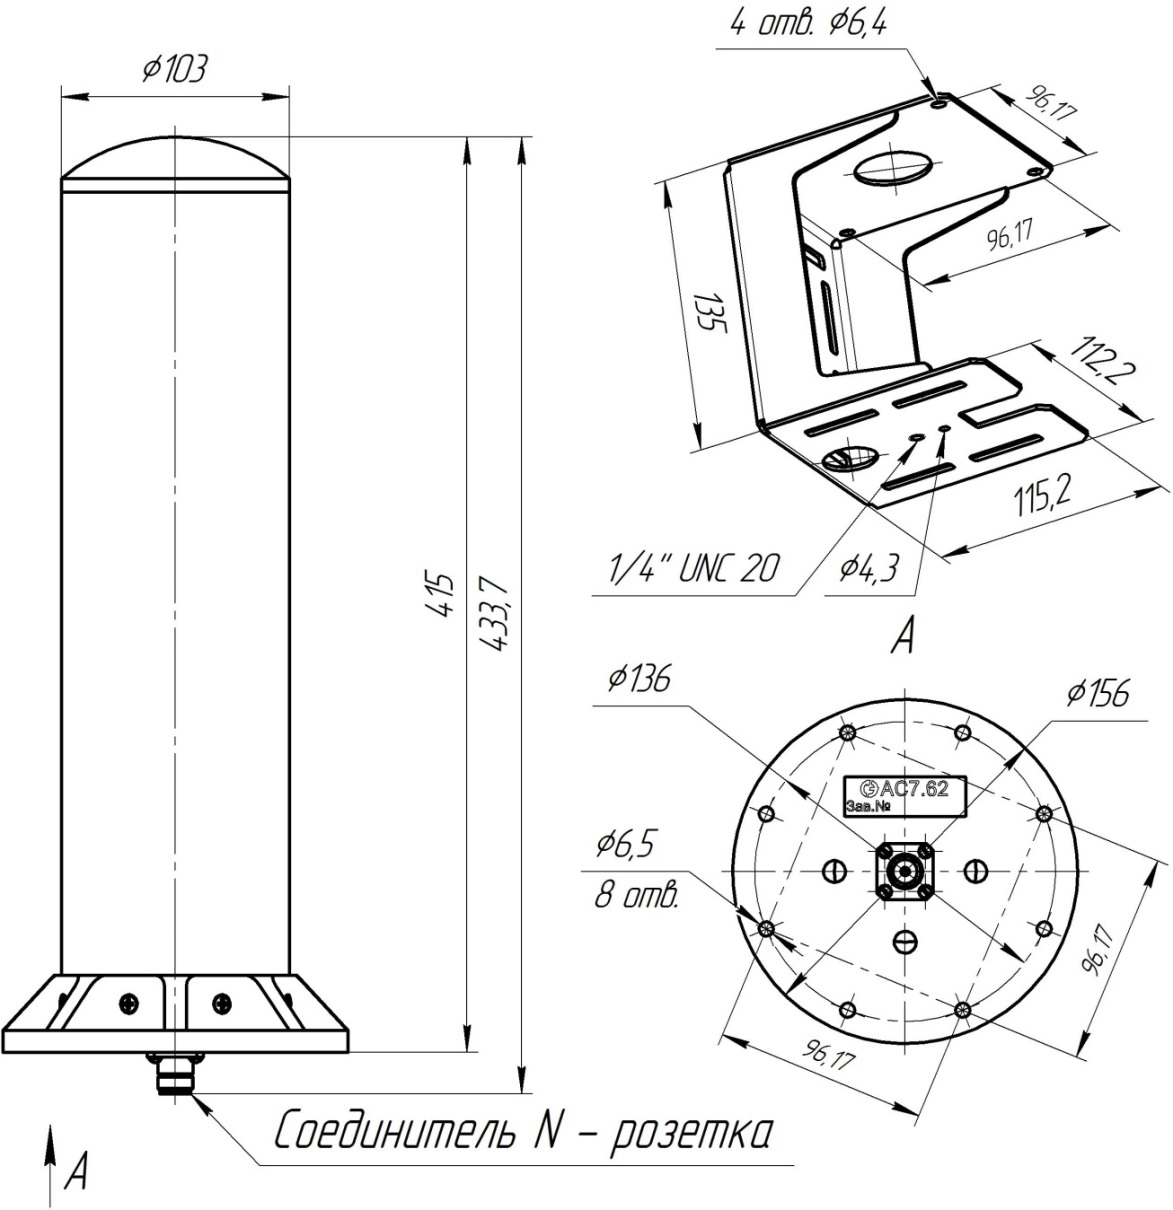 4 отв. ϕ6,4
ϕ103
96,17
96,17
135
112,2
115,2
1/4" UNC 20
ϕ4,3
415
433,7
А
ϕ136
ϕ156
АС7.62
Зав.№
ϕ6,5
8 отв.
96,17
96,17
Соединитель N – розетка
А